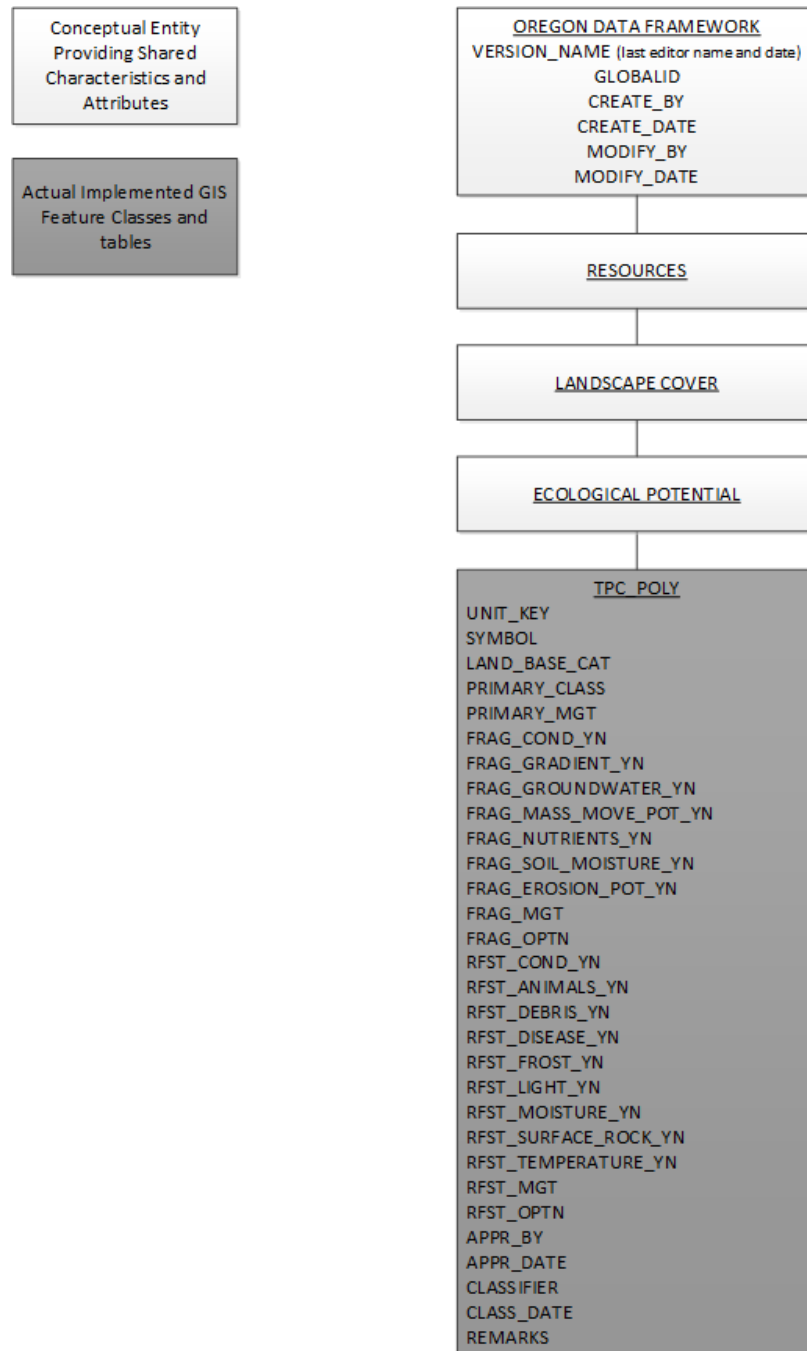 Conceptual Entity
Providing Shared
Characteristics and
Attributes
Actual Implemented GIS
Feature Classes and
tables
OREGON DATA FRAMEWORK
VERSION_NAME (last editor name and date)
GLOBALID
CREATE_BY
CREATE_DATE
MODIFY_BY
MODIFY_DATE
RESOURCES
LANDSCAPE COVER
ECOLOGICAL POTENTIAL
TPC_POLY
UNIT_KEY
SYMBOL
LAND_BASE_CAT
PRIMARY_CLASS
PRIMARY_MGT
FRAG_COND_YN
FRAG_GRADIENT_YN
FRAG_GROUNDWATER_YN
FRAG_MASS_MOVE_POT_YN
FRAG_NUTRIENTS_YN
FRAG_SOIL_MOISTURE_YN
FRAG_EROSION_POT_YN
FRAG_MGT
FRAG_OPTN
RFST_COND_YN
RFST_ANIMALS_YN
RFST_DEBRIS_YN
RFST_DISEASE_YN
RFST_FROST_YN
RFST_LIGHT_YN
RFST_MOISTURE_YN
RFST_SURFACE_ROCK_YN
RFST_TEMPERATURE_YN
RFST_MGT
RFST_OPTN
APPR_BY
APPR_DATE
CLASSIFIER
CLASS_DATE
REMARKS